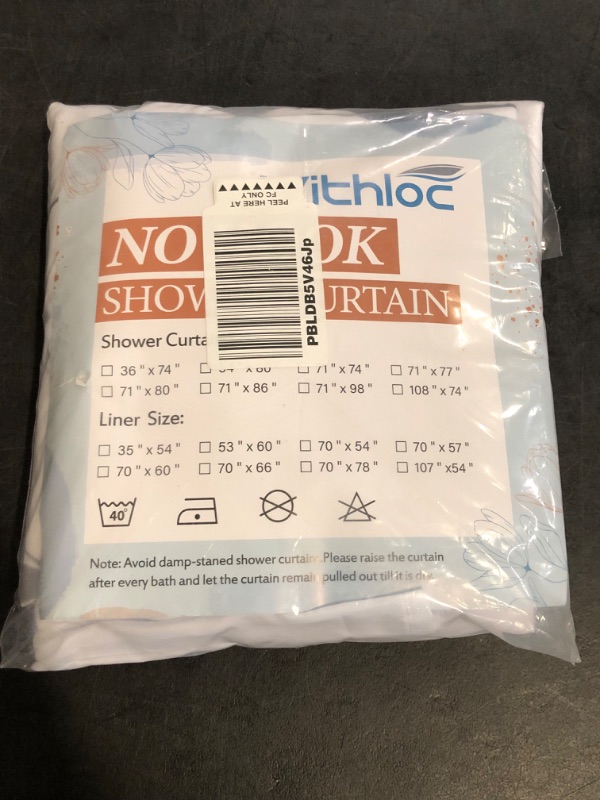 PEEL HERE AT
FC ONLY
ithloc
NO OK
SHOW URTAIN
PBLDB5V46Jp
Shower Curta
☐ 36 " x 74 " ☐ x 80 ☐ 71 " x 74 " ☐ 71 " x 77 "
☐ 71 " x 80 " ☐ 71 " x 86 " ☐ 71 " x 98 " ☐ 108 " x 74 "
Liner Size:
☐ 35 " x 54 " ☐ 53 " x 60 " ☐ 70 " x 54 " ☐ 70 " x 57 "
☐ 70 " x 60 " ☐ 70 " x 66 " ☐ 70 " x 78 " ☐ 107 " x54 "
40°
Note: Avoid damp-staned shower curtain.Please raise the curtain
after every bath and let the curtain remain pulled out till it is dry.